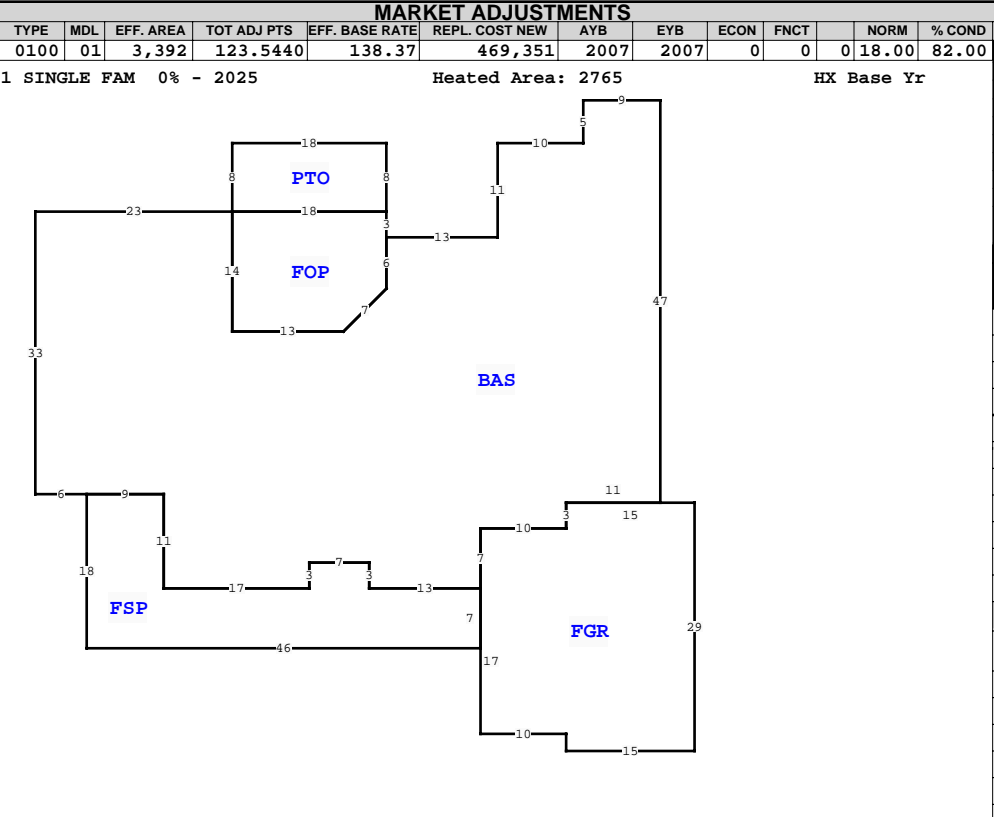 MARKET ADJUSTMENTS
TYPE MDL EFF. AREA TOT ADJ PTS EFF. BASE RATE REPL. COST NEW AYB EYB ECON FNCT NORM % COND
0100 01 3,392 123.5440 138.37 469,351 2007 2007 0 0 0 18.00 82.00
1 SINGLE FAM 0% - 2025 Heated Area: 2765 HX Base Yr
9
5
18 10
8 PTO 8
11
23 18
3
13
14 FOP 6
47
7
13
33
BAS
6 9 11
3 15
10
11
7
18 3 7 3
17 13
FSP 7
29
FGR
46
17
10
15